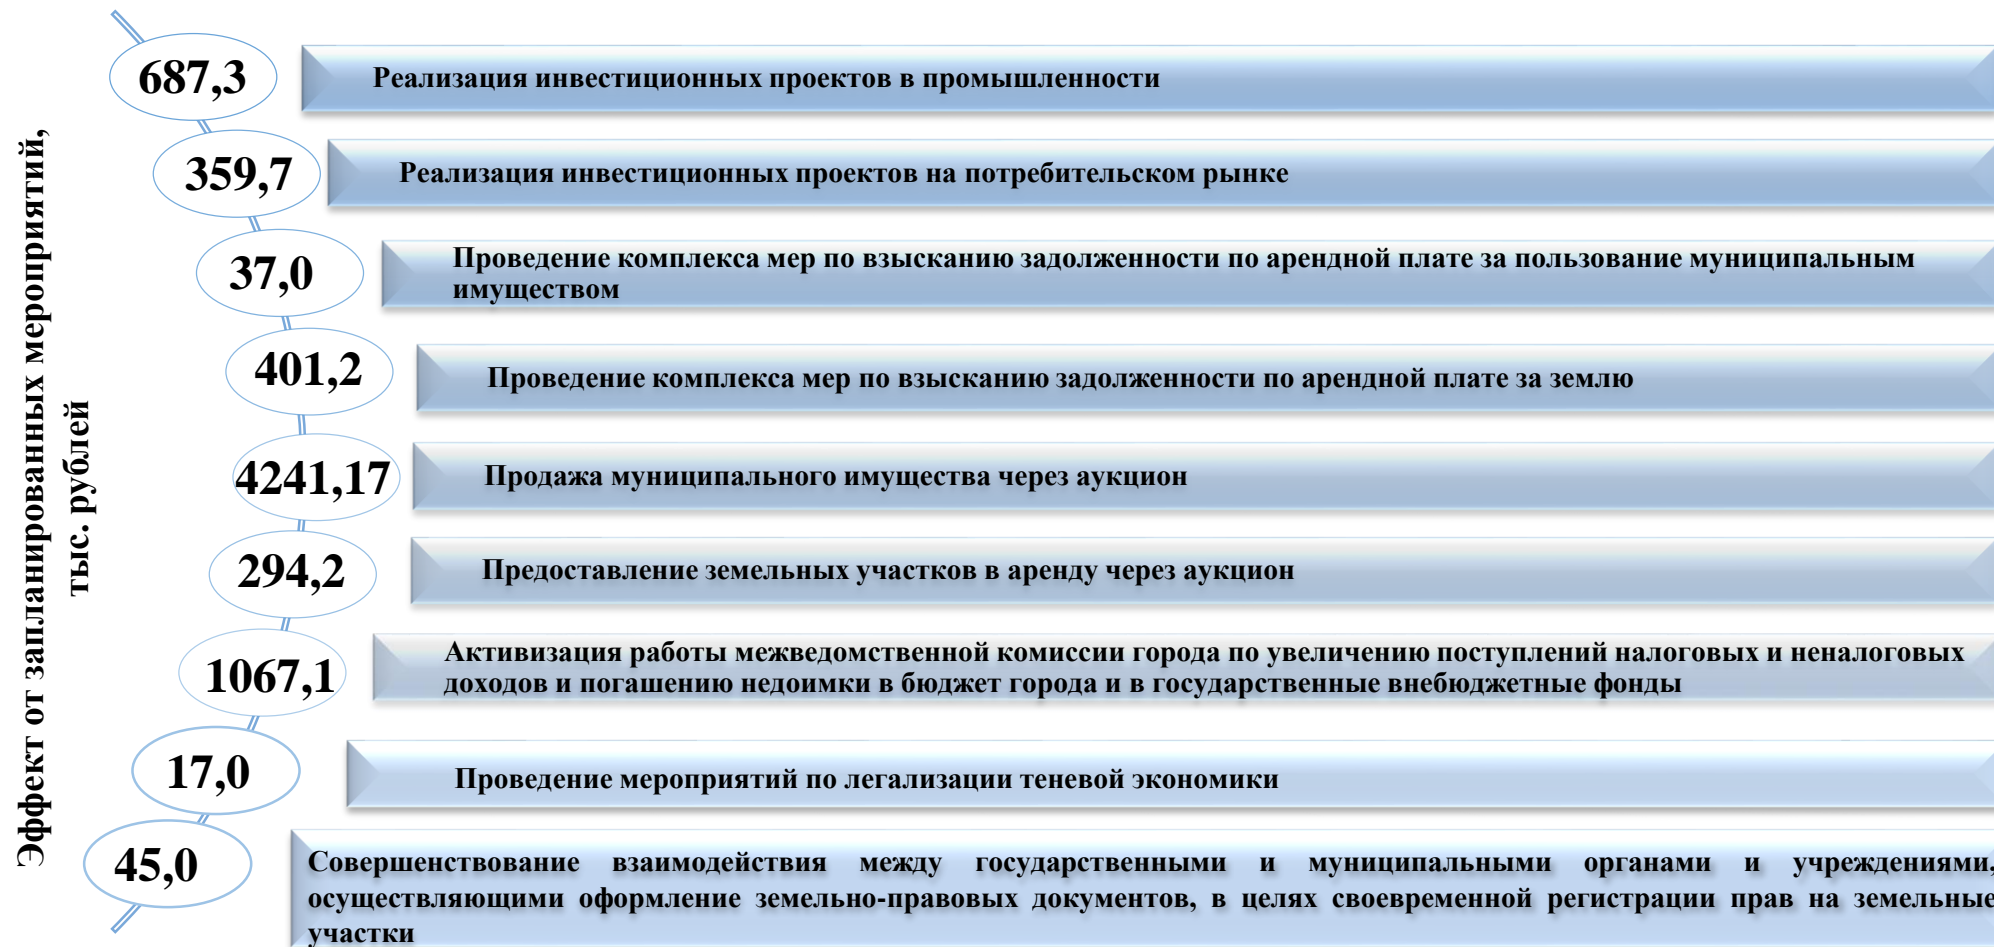 Эффект от запланированных мероприятий,
тыс. рублей
687,3
Реализация инвестиционных проектов в промышленности
359,7
Реализация инвестиционных проектов на потребительском рынке
37,0
Проведение комплекса мер по взысканию задолженности по арендной плате за пользование муниципальным
имуществом
401,2
Проведение комплекса мер по взысканию задолженности по арендной плате за землю
4241,17
Продажа муниципального имущества через аукцион
294,2
Предоставление земельных участков в аренду через аукцион
1067,1
Активизация работы межведомственной комиссии города по увеличению поступлений налоговых и неналоговых
доходов и погашению недоимки в бюджет города и в государственные внебюджетные фонды
17,0
Проведение мероприятий по легализации теневой экономики
45,0
Совершенствование взаимодействия между государственными и муниципальными органами и учреждениями,
осуществляющими оформление земельно-правовых документов, в целях своевременной регистрации прав на земельные
участки